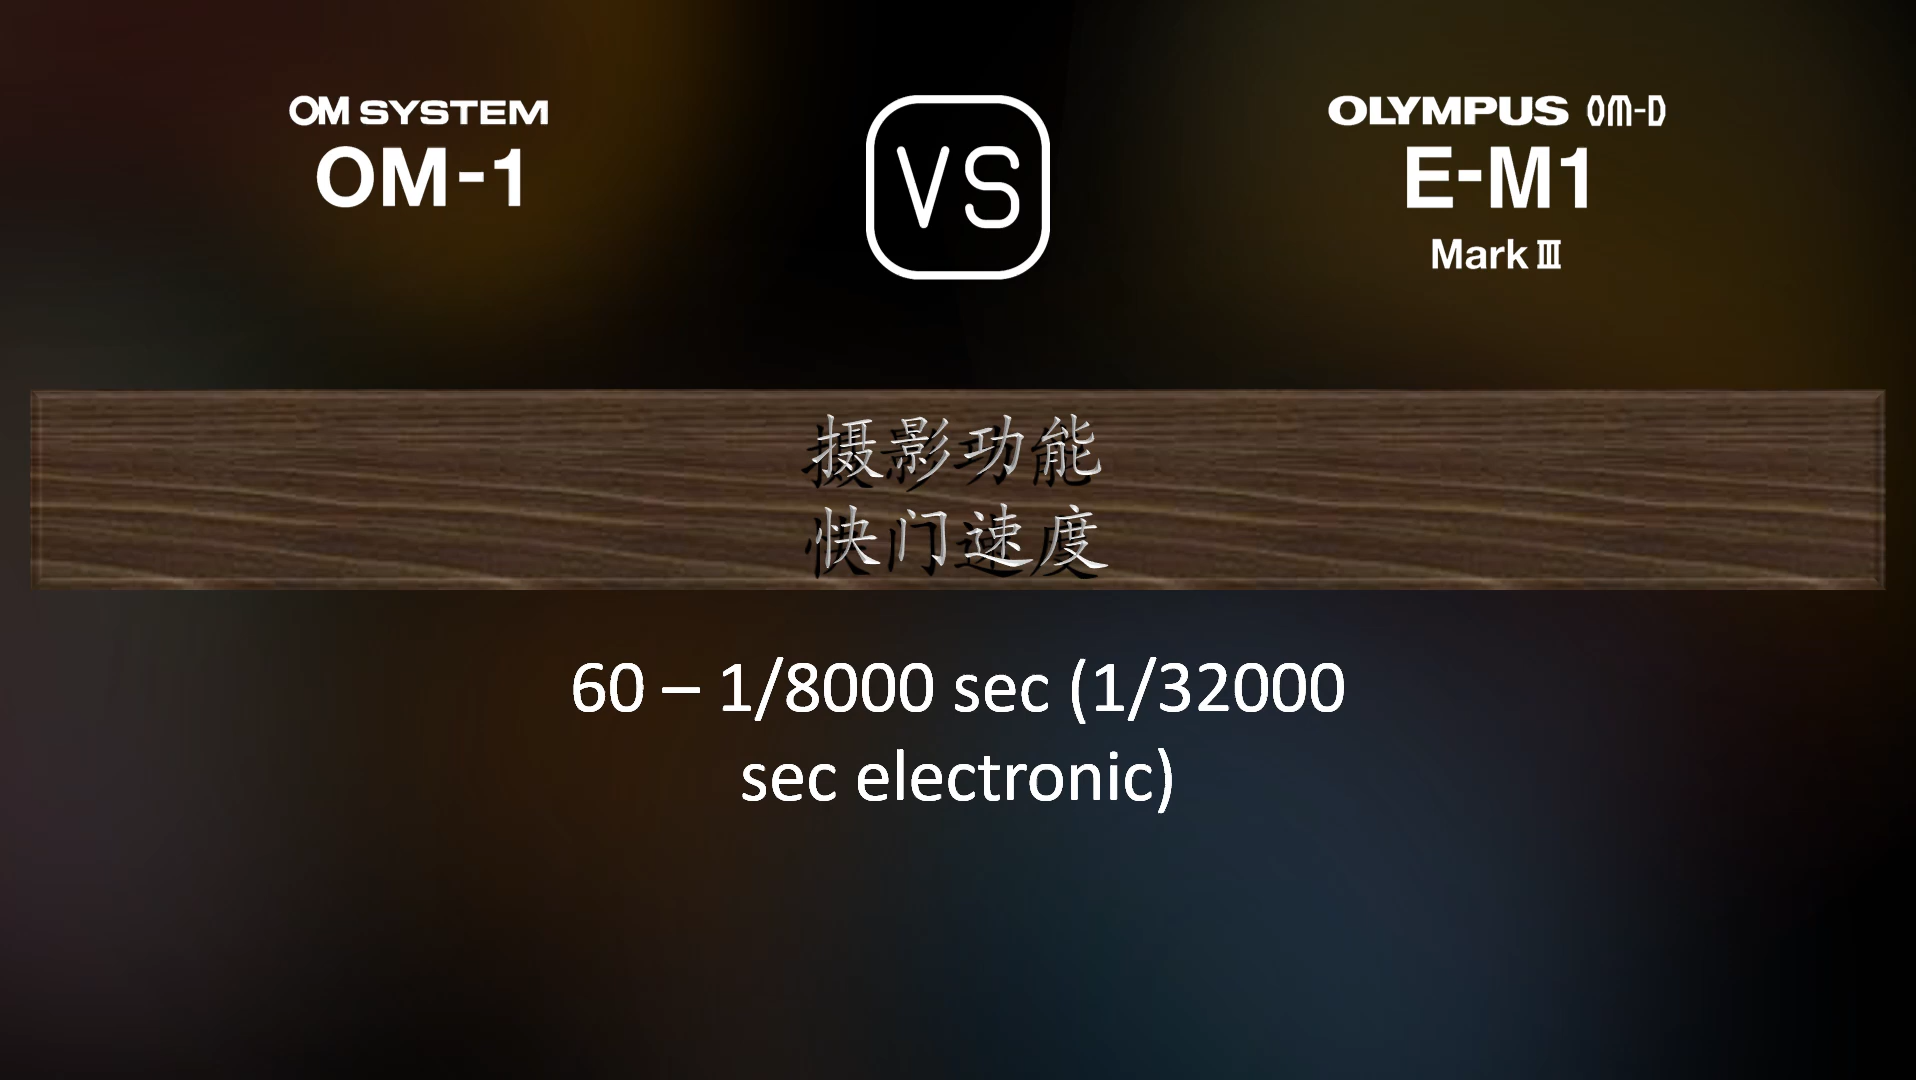 OM SYSTEM
OM-1
VS
OLYMPUS OM-D
E-M1
Mark III
摄影功能
快门速度
60 – 1/8000 sec (1/32000
sec electronic)